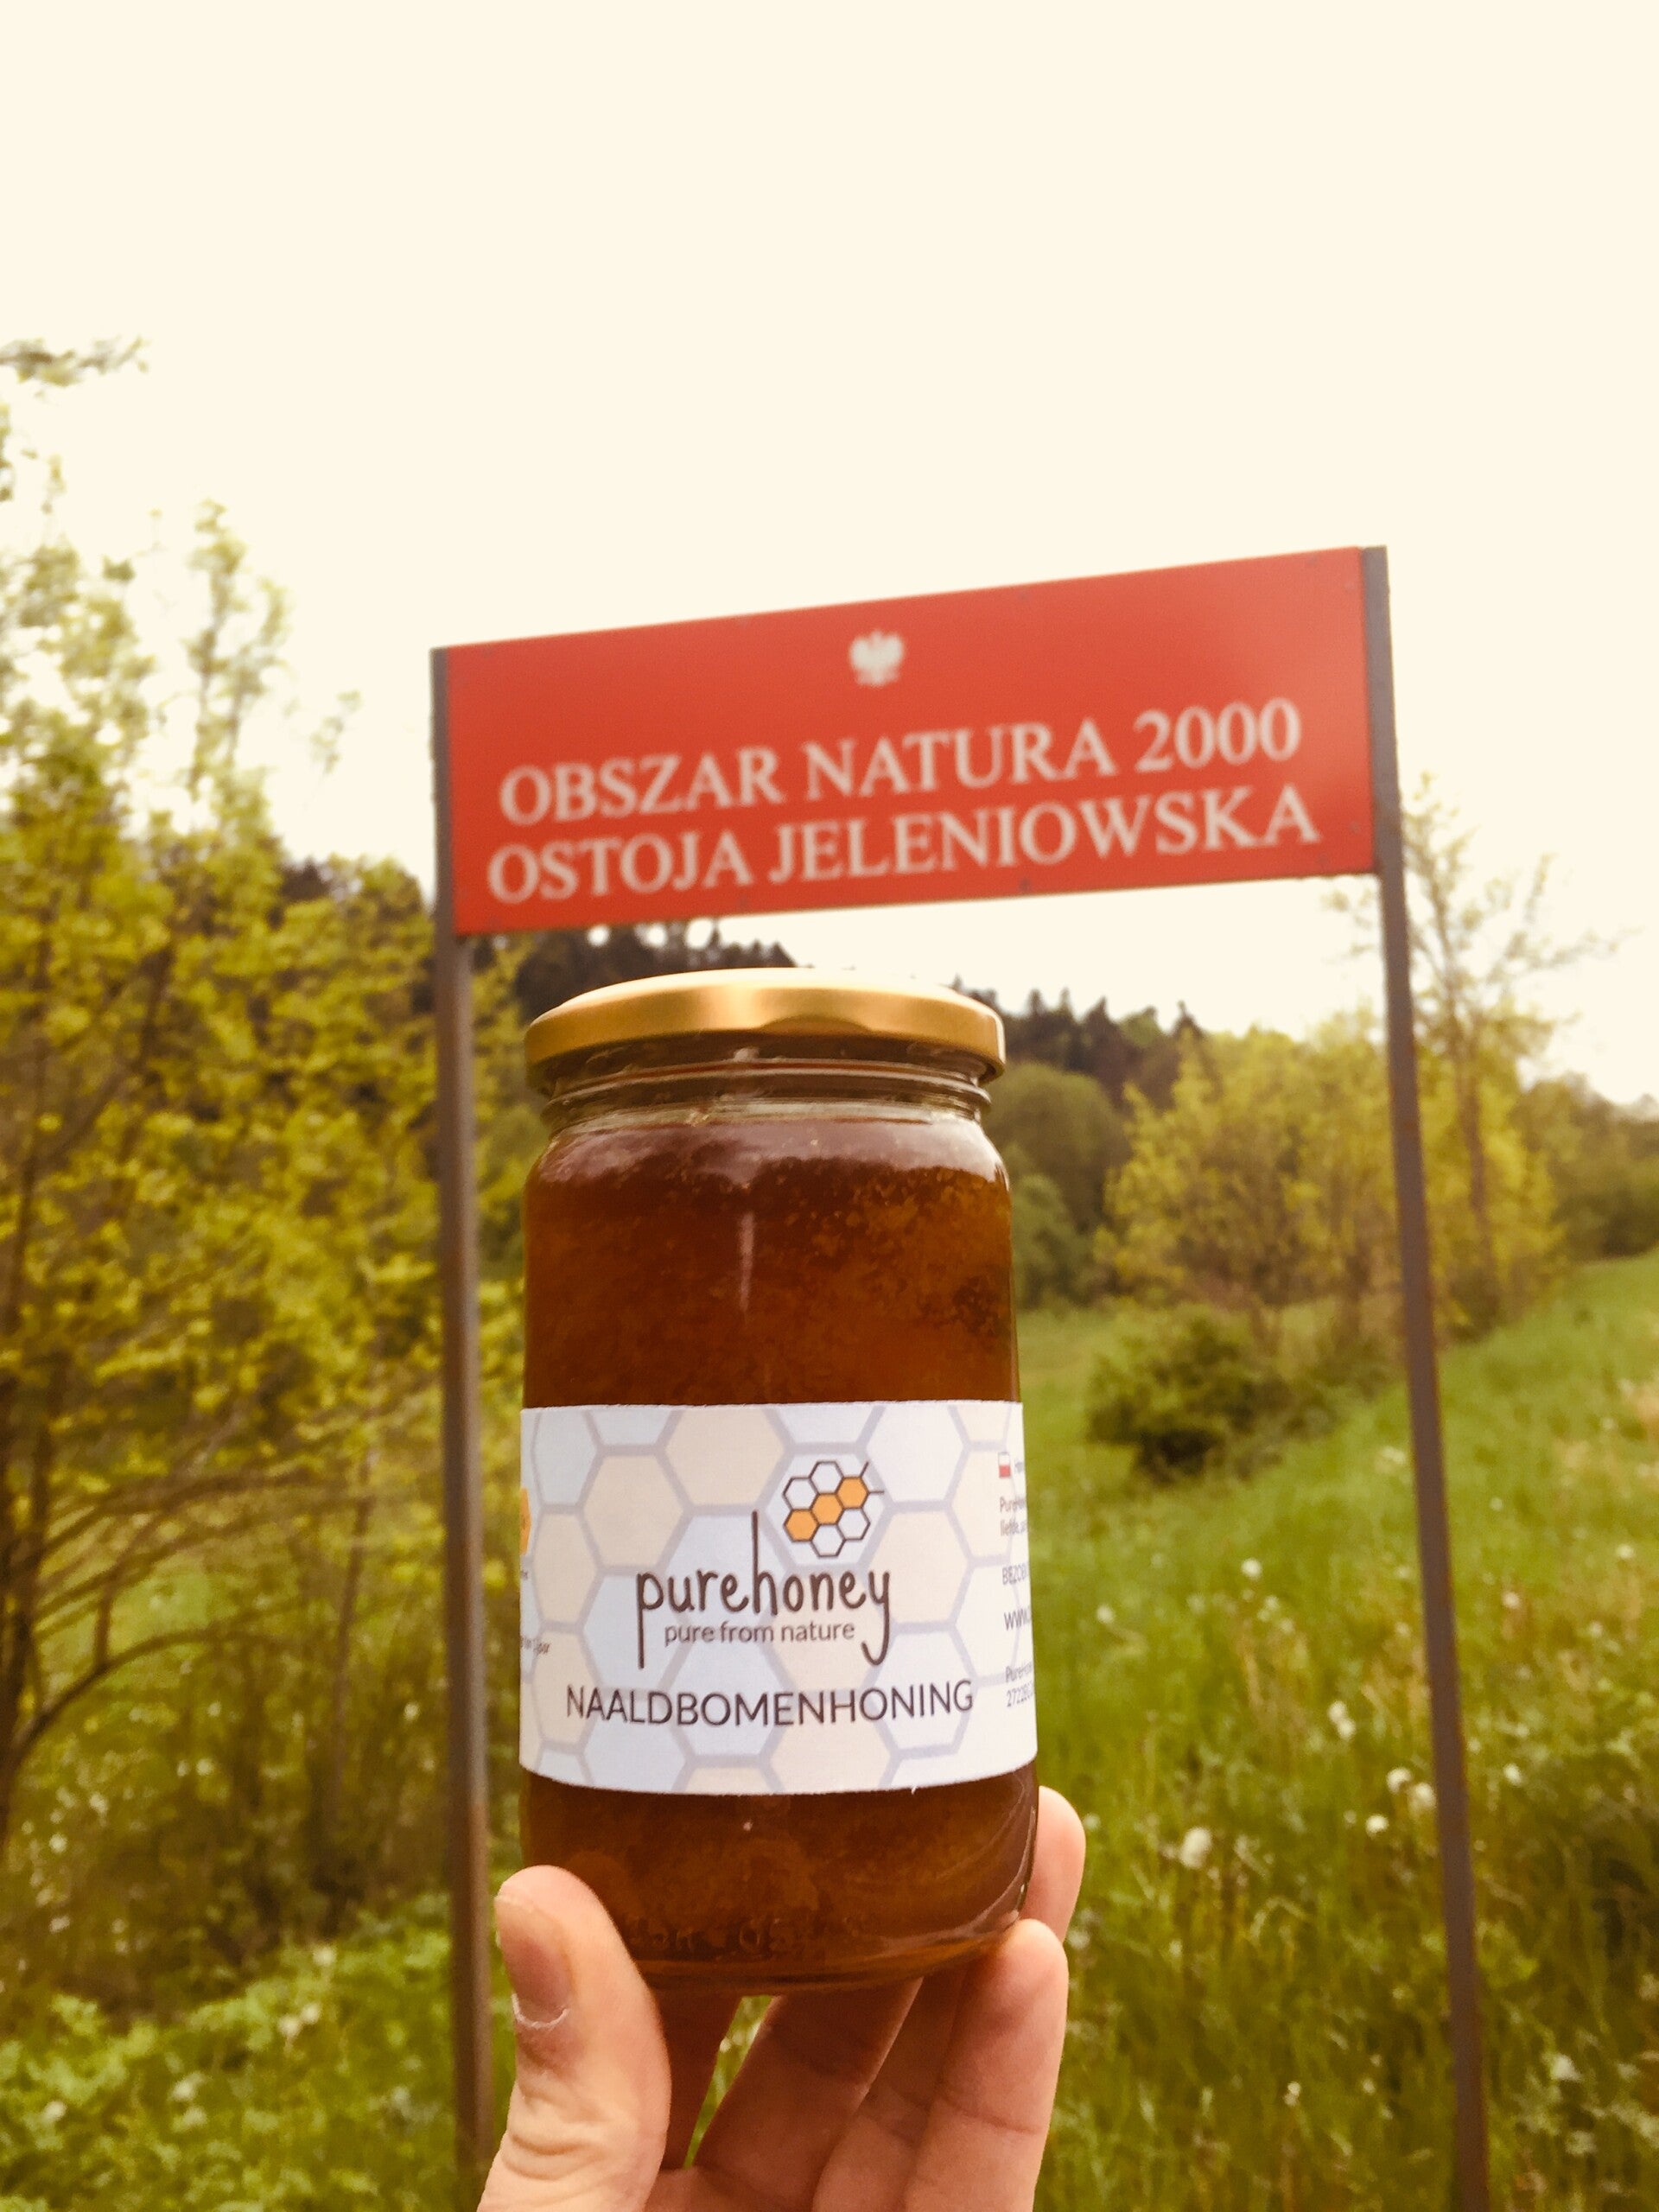 OBSZAR NATURA 2000
OSTOJA JELENIOWSKA
purehoney
pure from nature
NAALDBOMENHONING